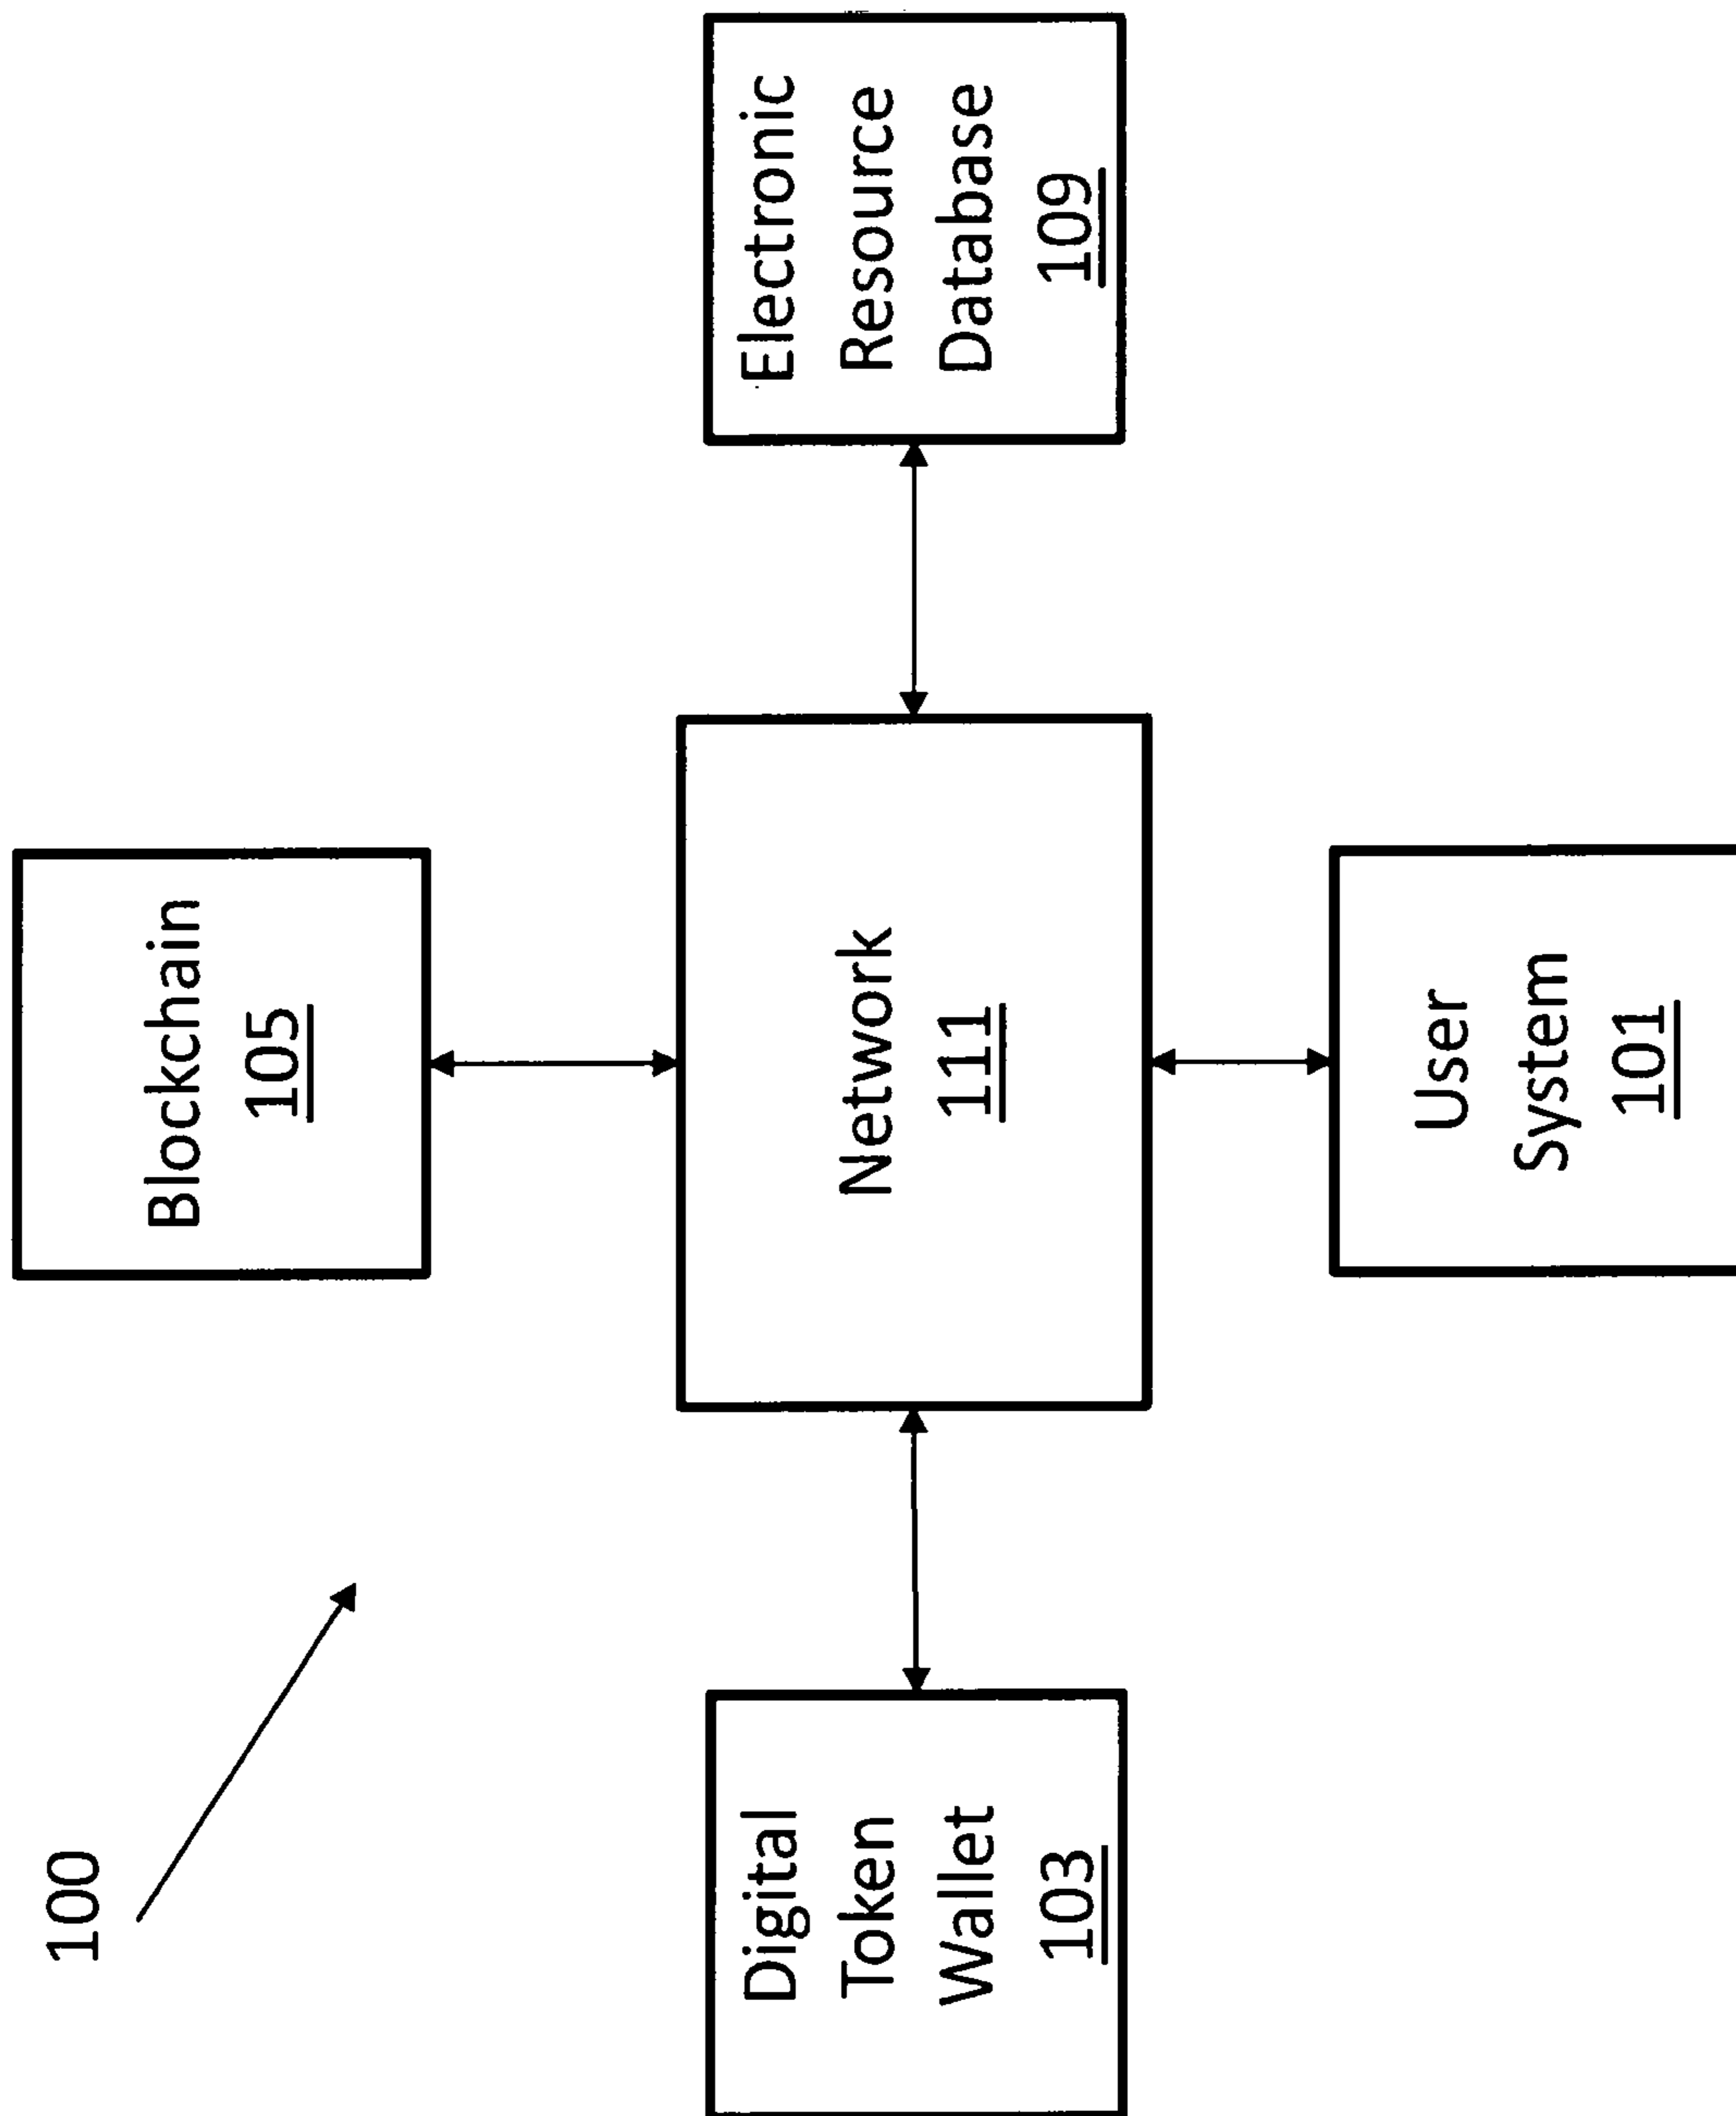 100
Blockchain
105
Digital
Token
Wallet
103
Network
111
Electronic
Resource
Database
109
User
System
101